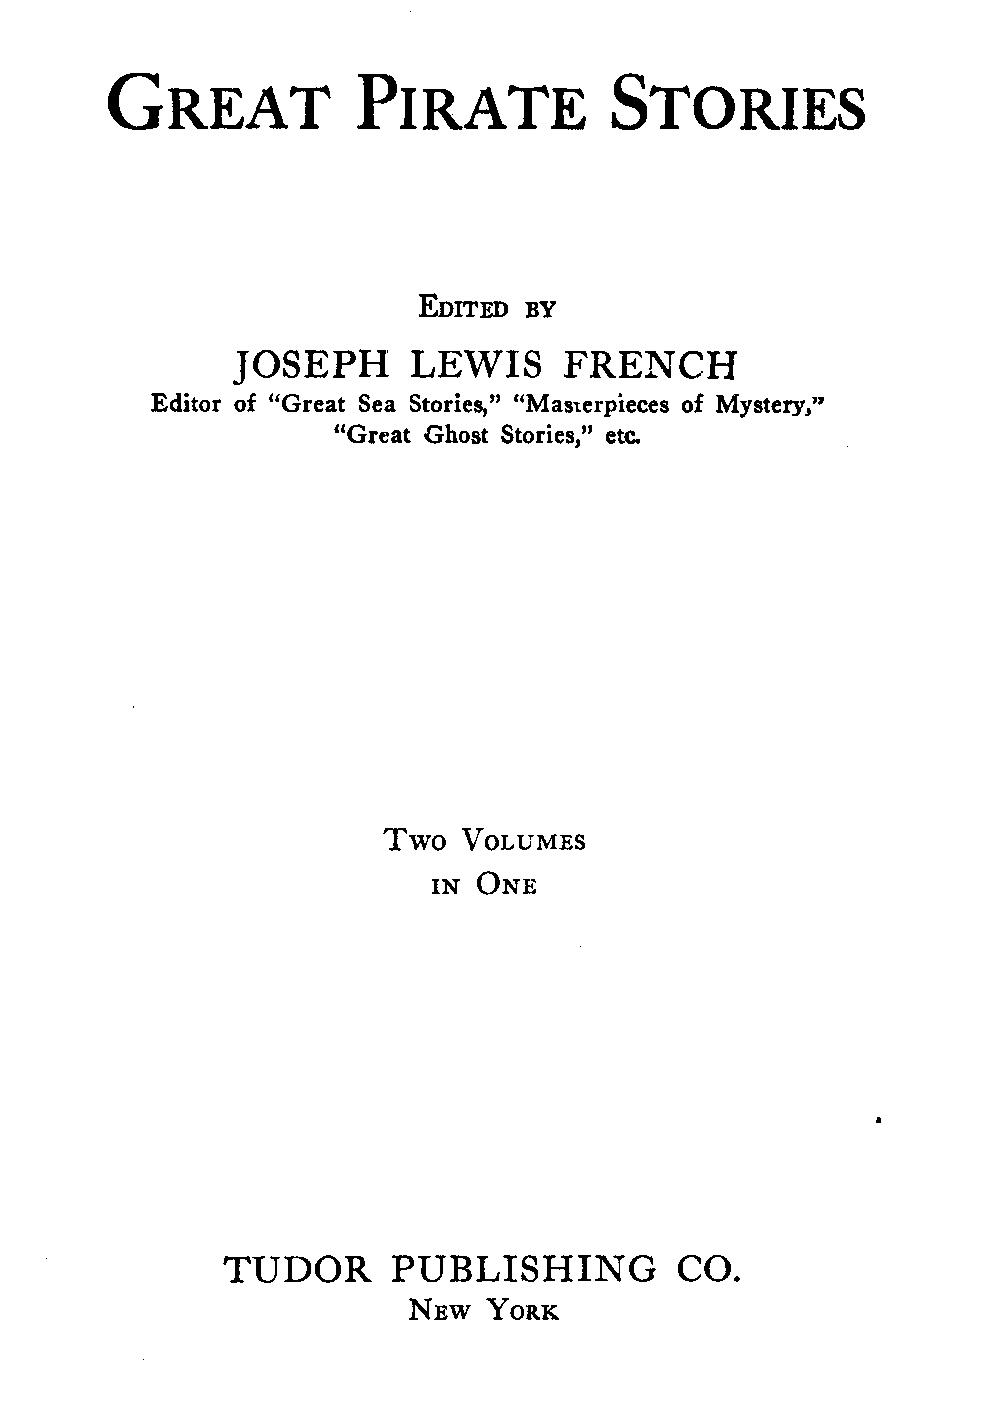 GREAT PIRATE STORIES
EDITED BY
JOSEPH LEWIS FRENCH
Editor of “Great Sea Stories,” “Masterpieces of Mystery,”
“Great Ghost Stories,” etc.
TWO VOLUMES
IN ONE
TUDOR PUBLISHING CO.
NEW YORK